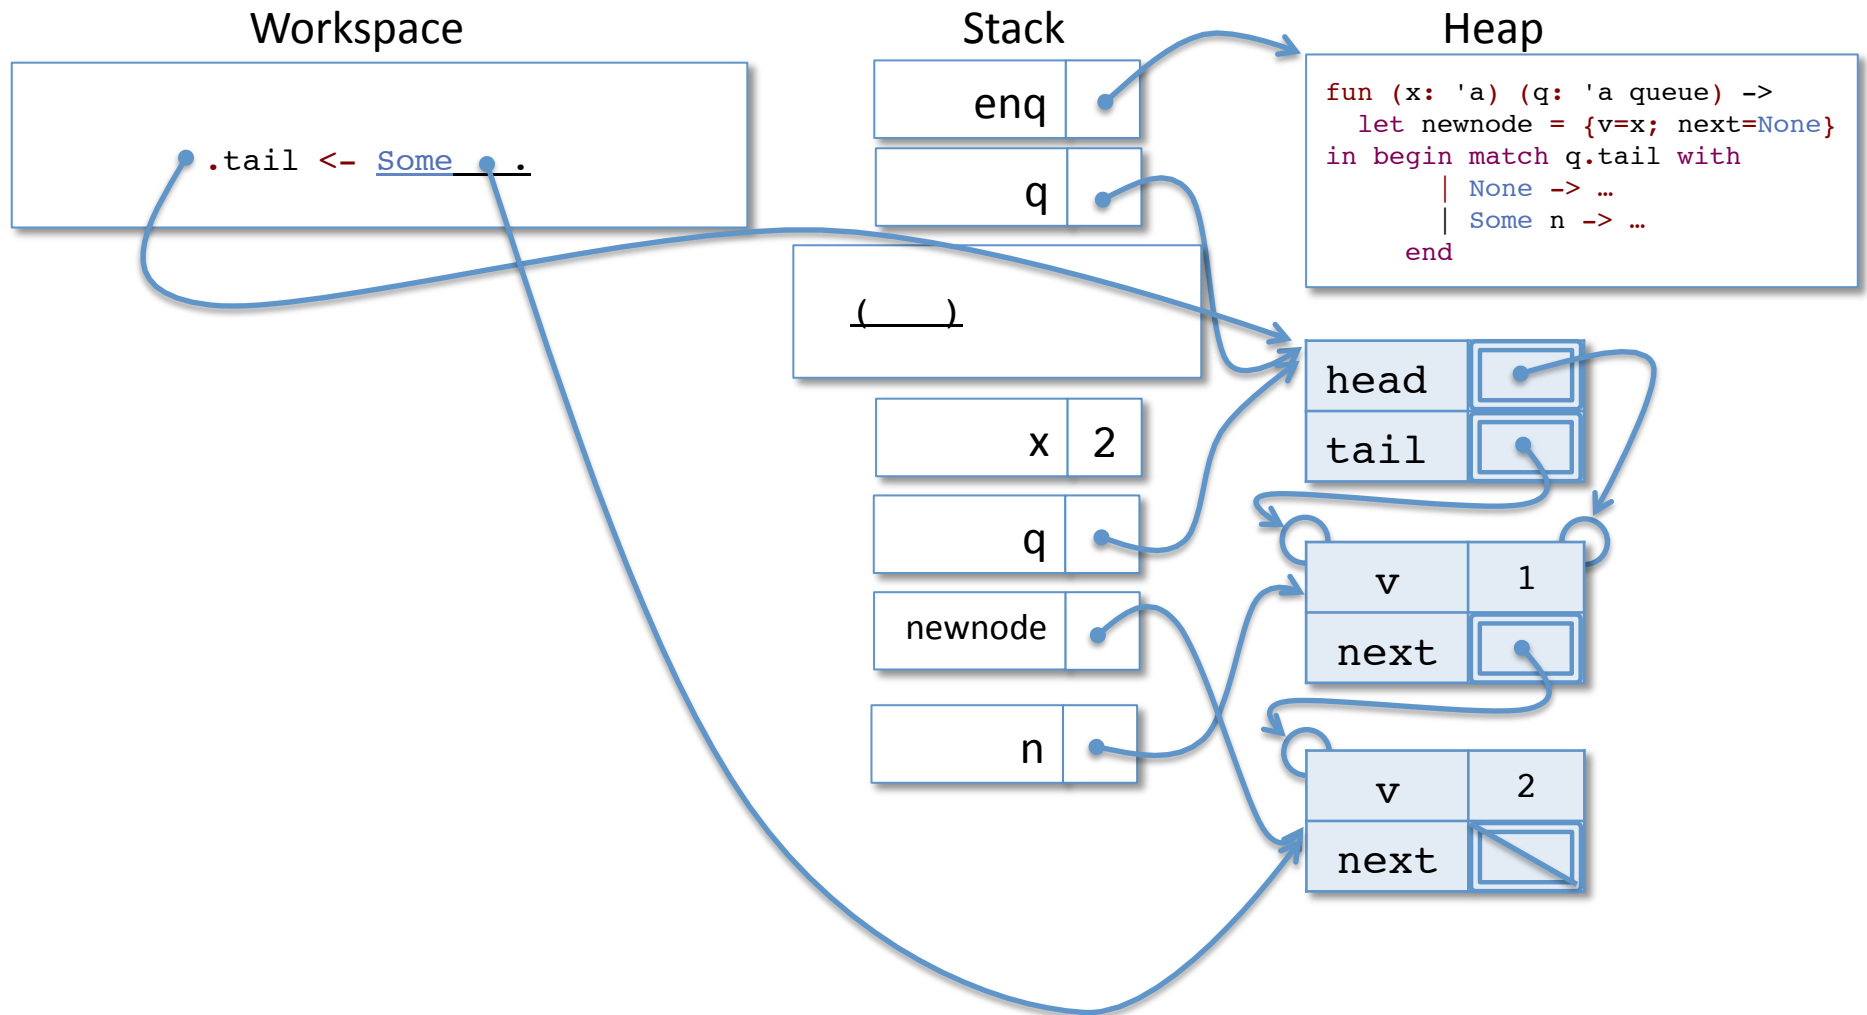 Workspace
Stack
Heap
.tail <- Some .
enq
q
( )
x 2
q
newnode
n
fun (x: 'a) (q: 'a queue) ->
let newnode = {v=x; next=None}
in begin match q.tail with
| None -> …
| Some n -> …
end
head
tail
v 1
next
v 2
next